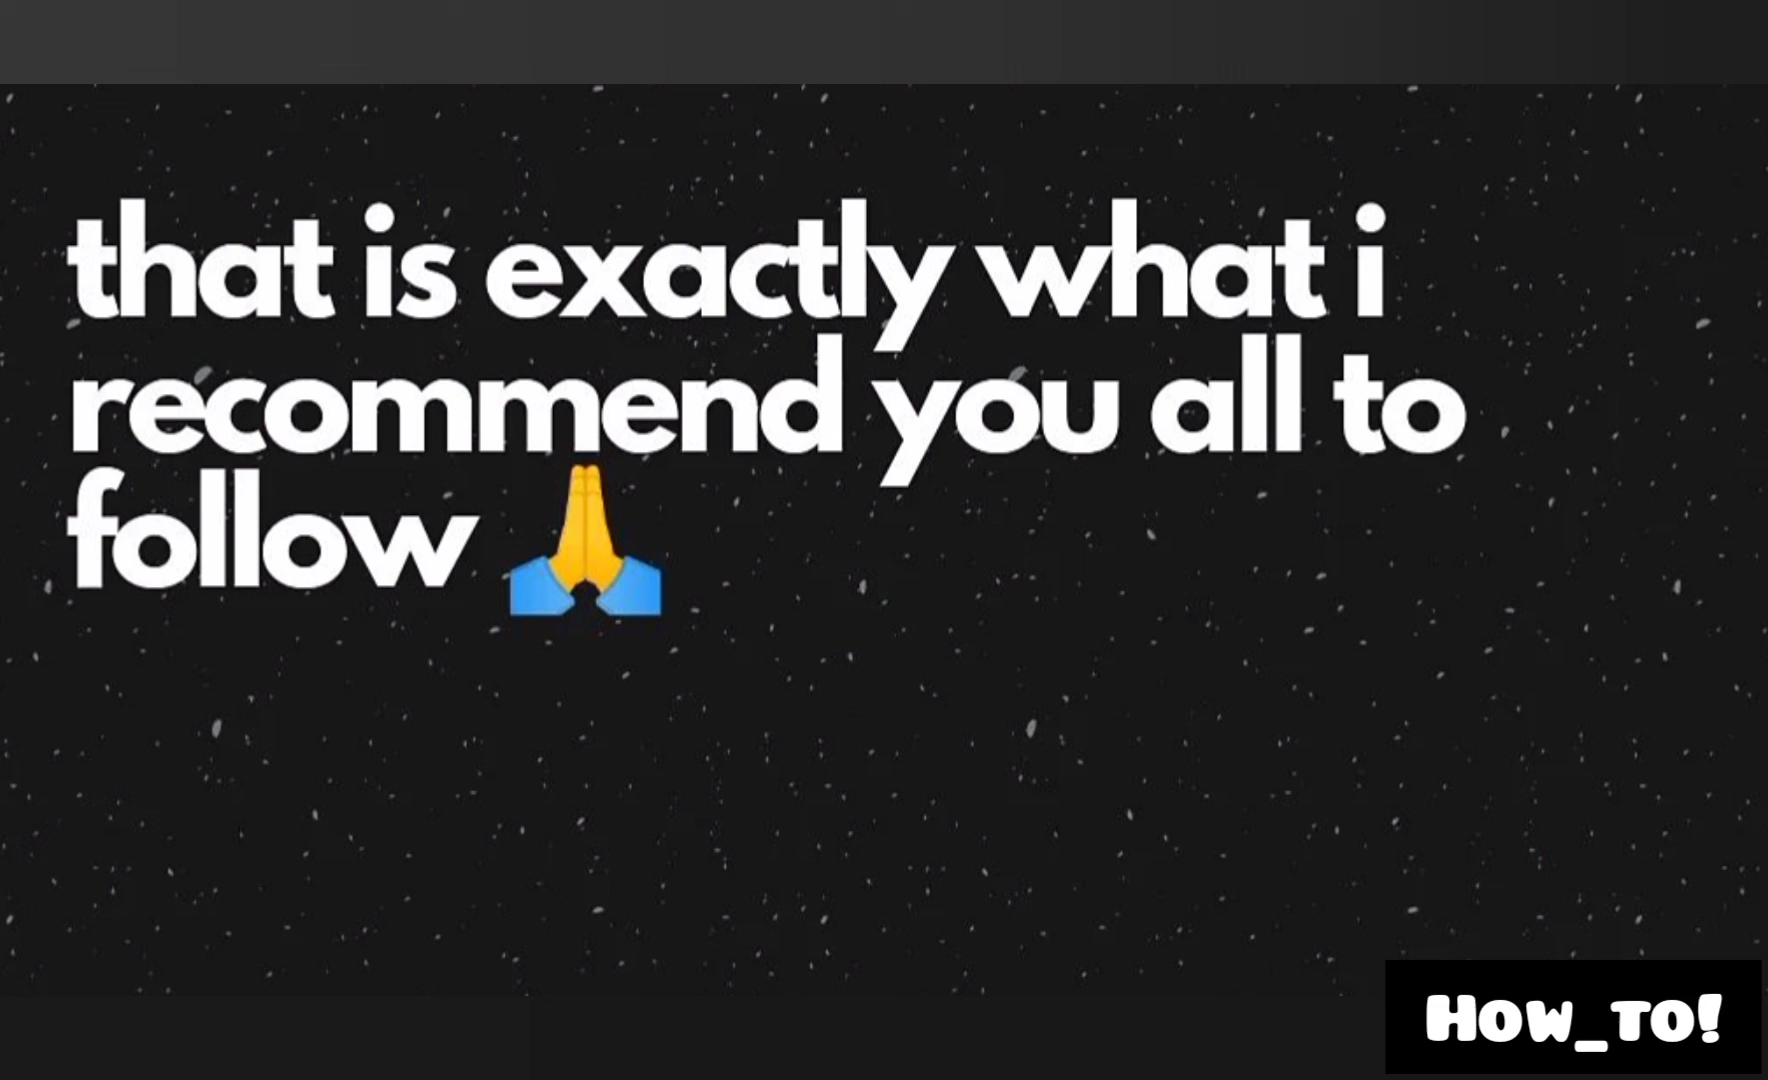 that is exactly what i
recommend you all to
follow 🙏
How_to!